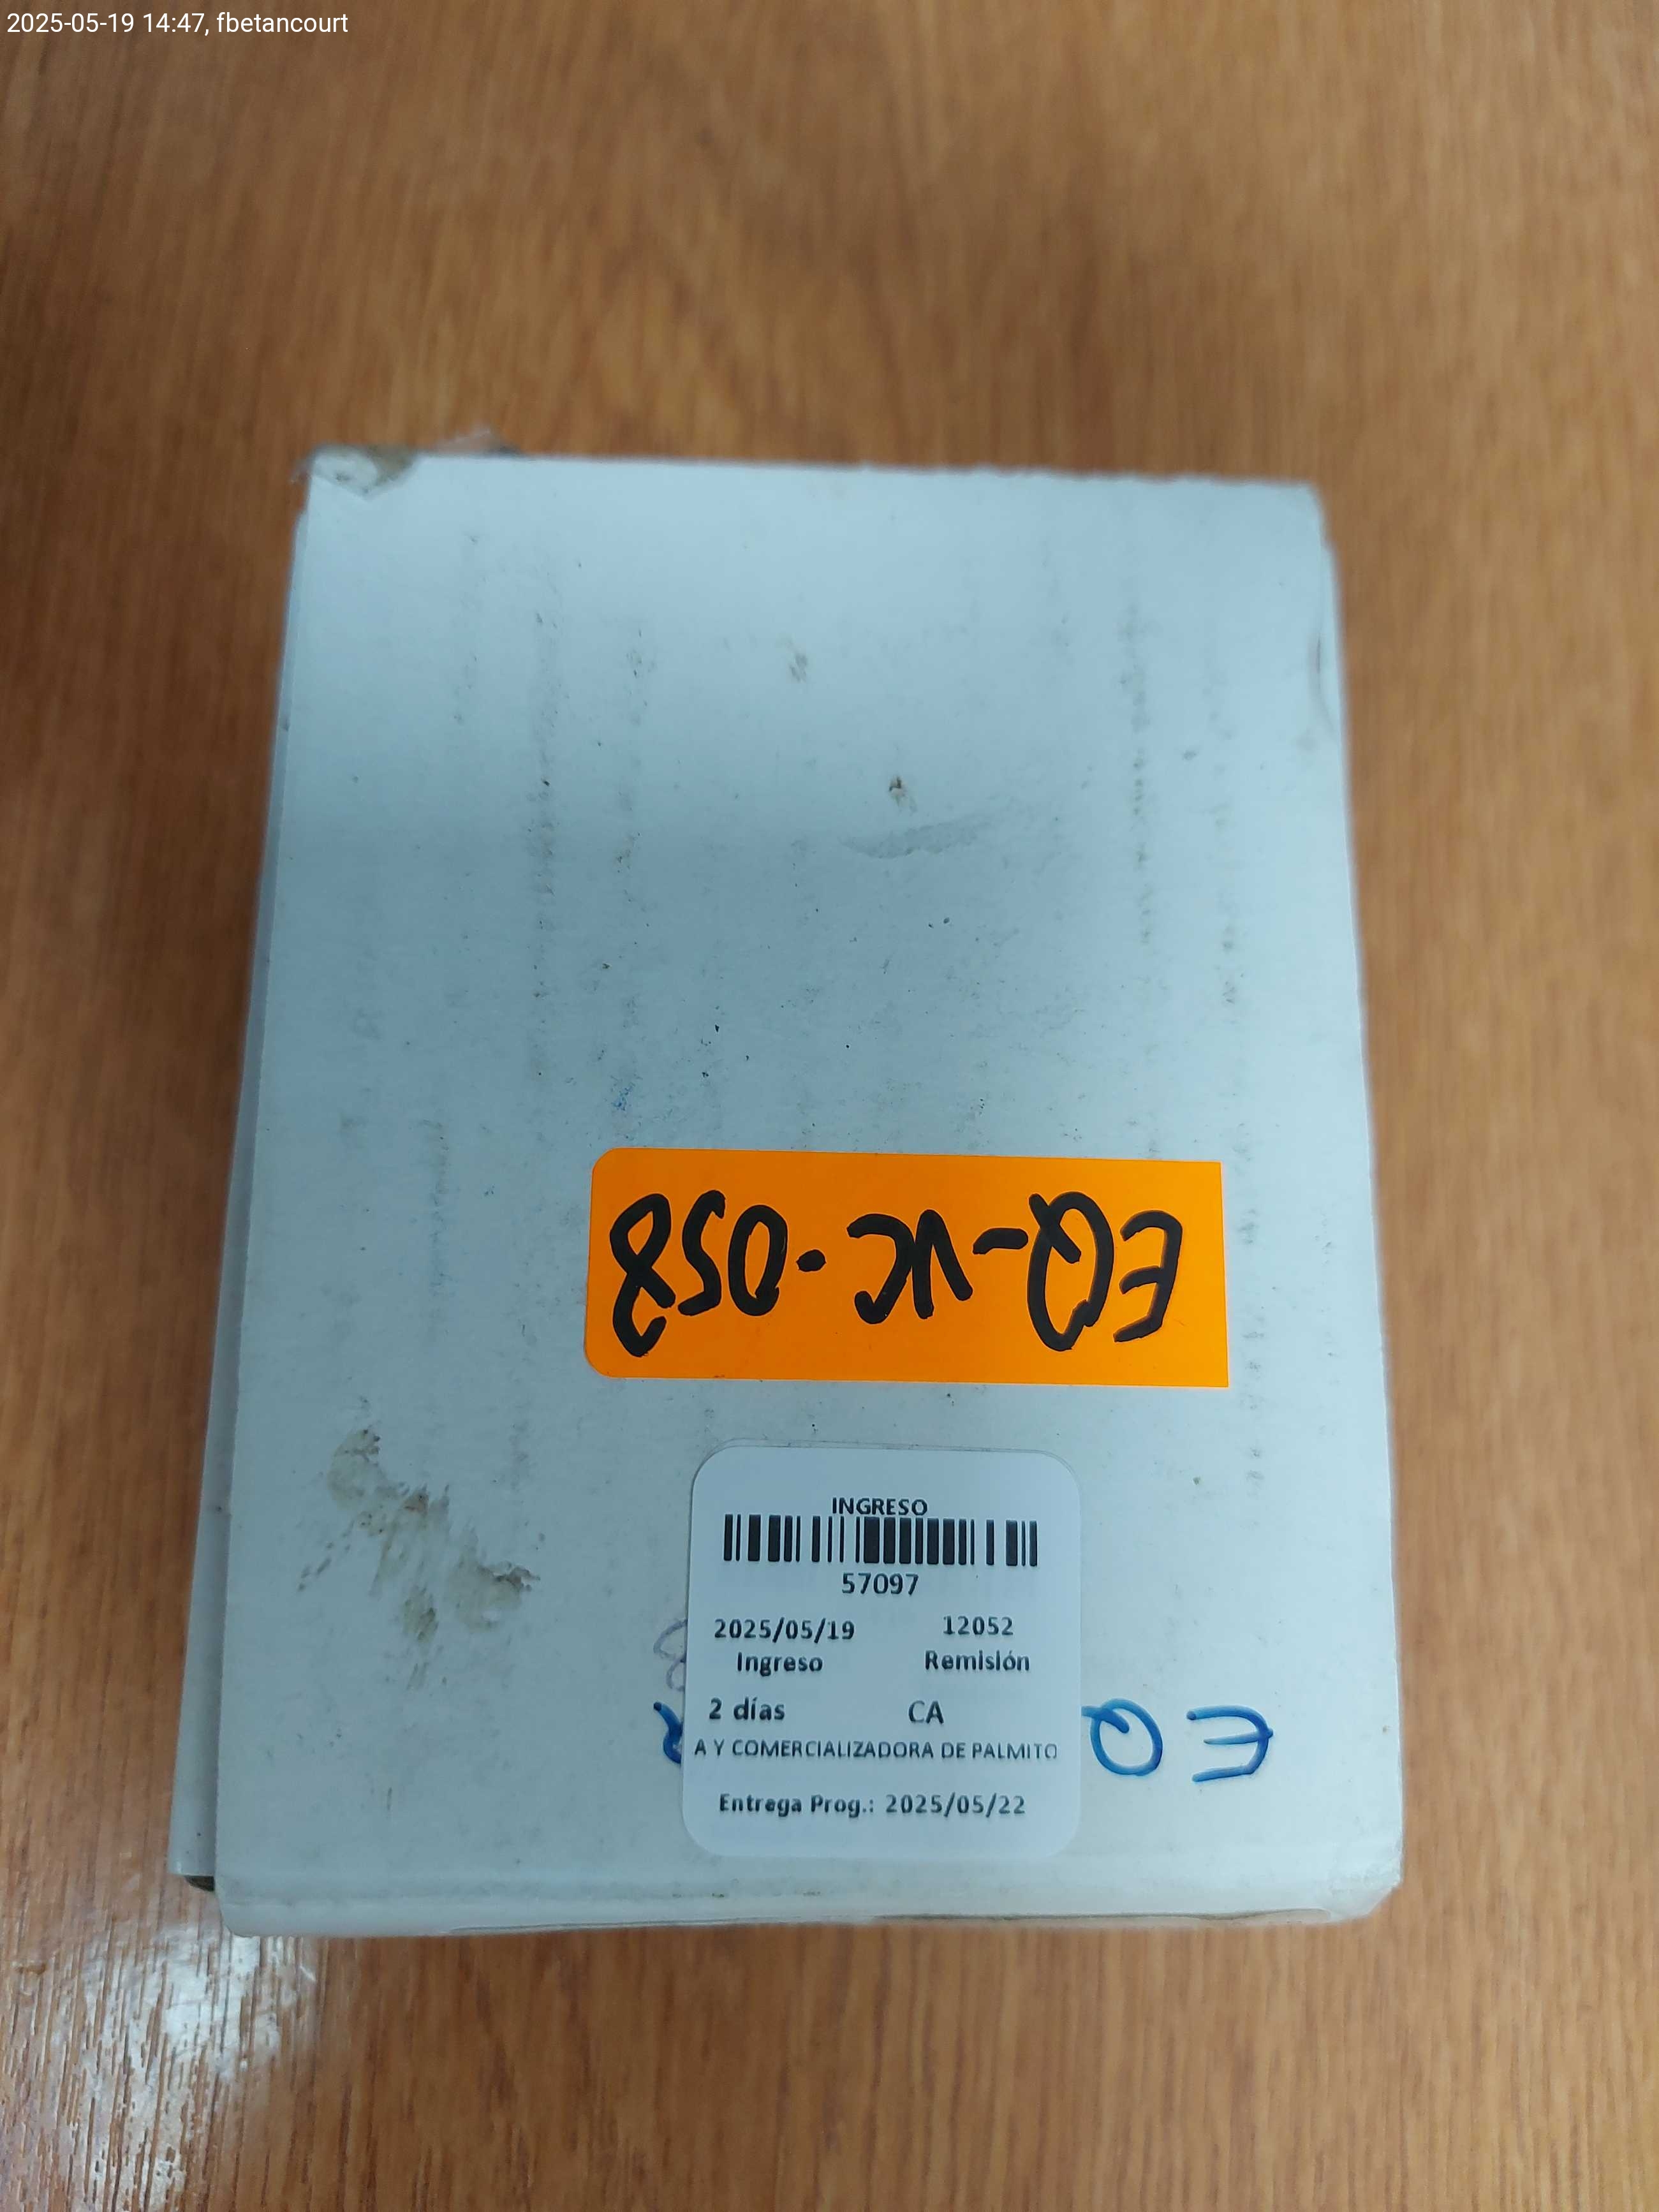 2025-05-19 14:47, fbetancourt
EQ-VC-058
INGRESO
57097
2025/05/19 12052
Ingreso Remisión
2 días CA
A Y COMERCIALIZADORA DE PALMITO
Entrega Prog.: 2025/05/22
EQ